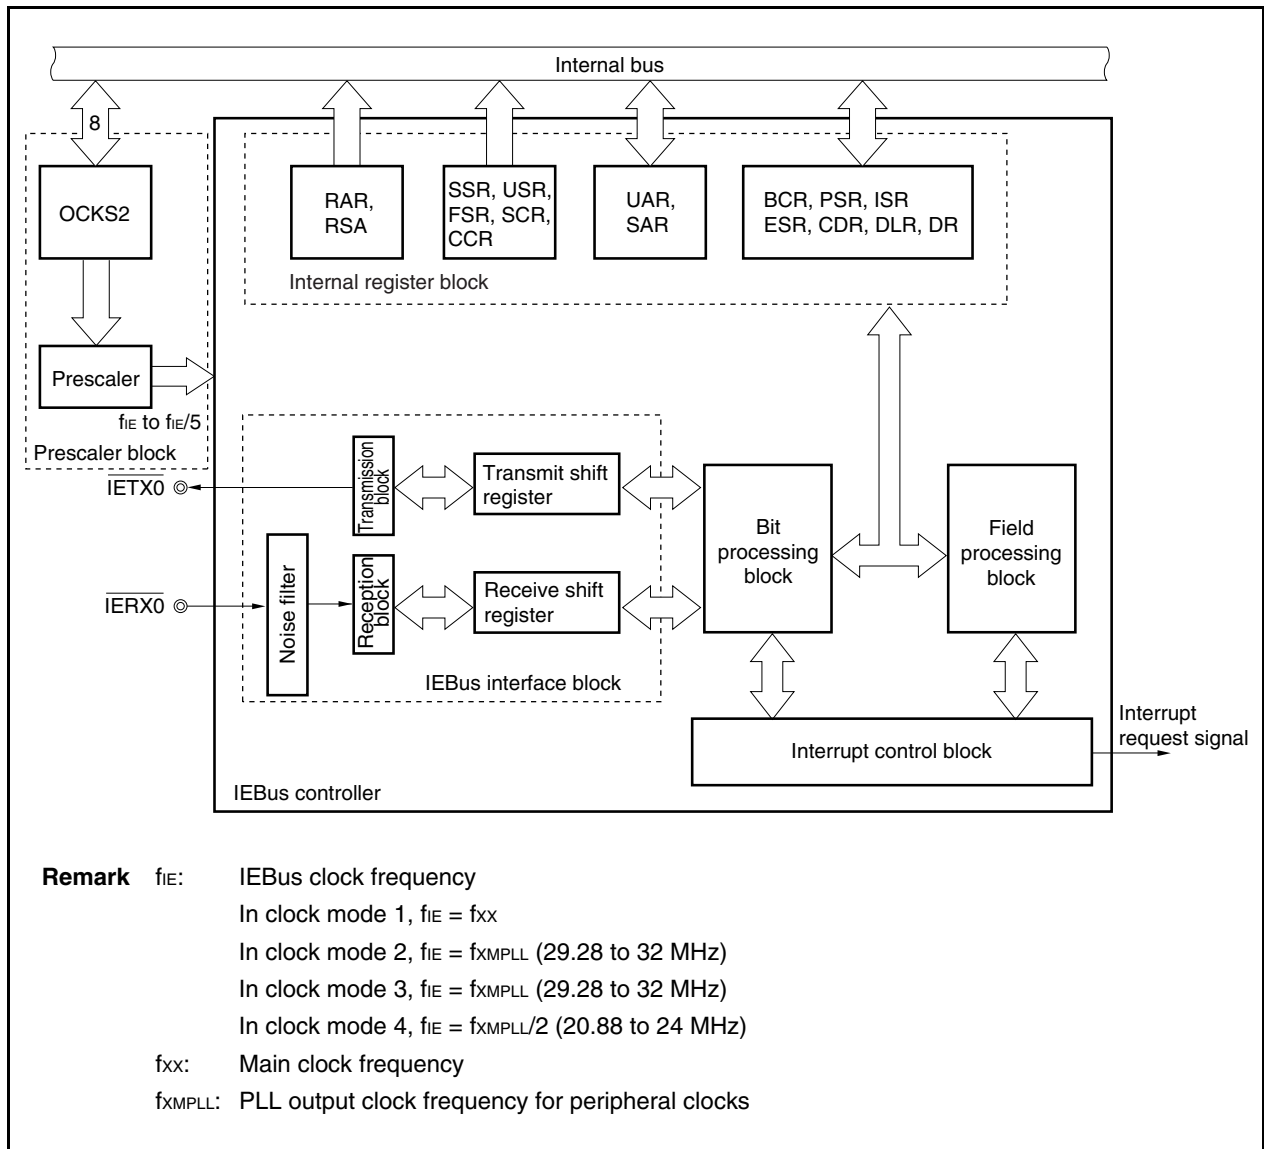 Internal bus
8
OCKS2
RAR,
RSA
SSR, USR,
FSR, SCR,
CCR
UAR,
SAR
BCR, PSR, ISR
ESR, CDR, DLR, DR
Internal register block
Prescaler
fIE to fIE/5
Prescaler block
IETX0
Transmission
block
Transmit shift
register
Bit
processing
block
Field
processing
block
IERX0
Noise filter
Reception
block
Receive shift
register
IEBus interface block
Interrupt
request signal
Interrupt control block
IEBus controller
Remark fIE: IEBus clock frequency
In clock mode 1, fIE = fXX
In clock mode 2, fIE = fXMPLL (29.28 to 32 MHz)
In clock mode 3, fIE = fXMPLL (29.28 to 32 MHz)
In clock mode 4, fIE = fXMPLL/2 (20.88 to 24 MHz)
fXX: Main clock frequency
fXMPLL: PLL output clock frequency for peripheral clocks